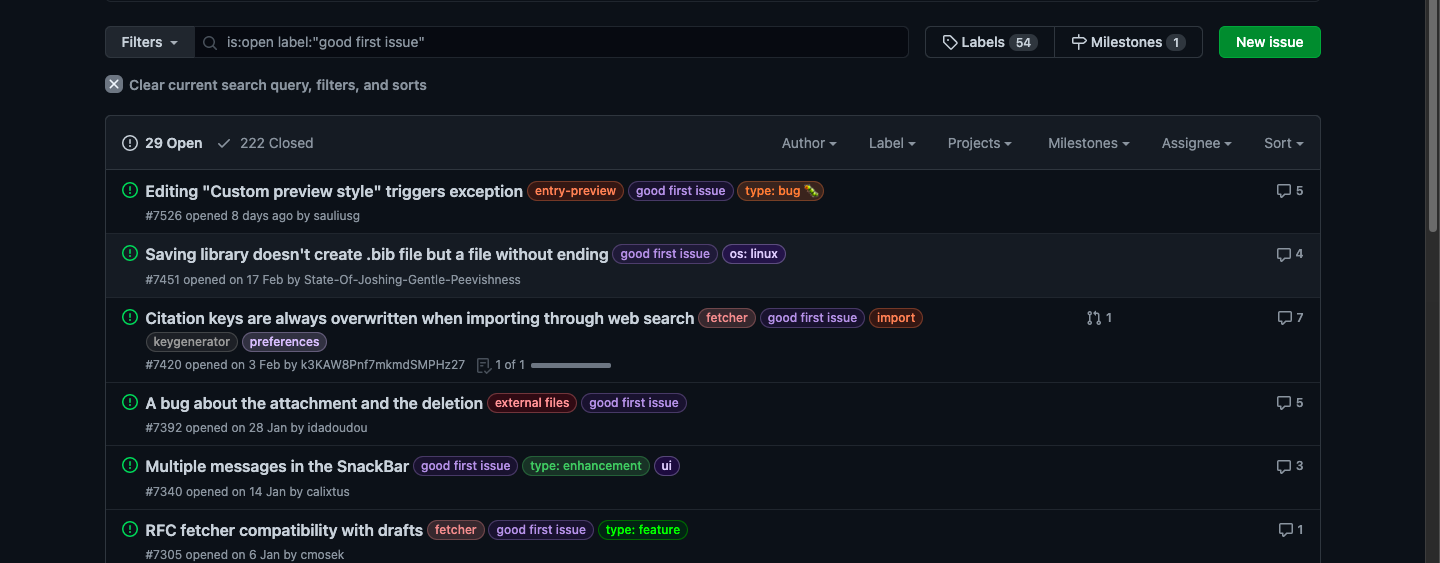 Filters is:open label:"good first issue" Labels 54 Milestones 1 New issue
Clear current search query, filters, and sorts
29 Open 222 Closed Author Label Projects Milestones Assignee Sort
Editing "Custom preview style" triggers exception entry-preview good first issue type: bug 5
#7526 opened 8 days ago by sauliusg
Saving library doesn't create .bib file but a file without ending good first issue os: linux 4
#7451 opened on 17 Feb by State-Of-Joshing-Gentle-Peevishness
Citation keys are always overwritten when importing through web search fetcher good first issue import 1 7
keygenerator preferences
#7420 opened on 3 Feb by k3KAW8Pnf7mkmdSMPHz27 1 of 1
A bug about the attachment and the deletion external files good first issue 5
#7392 opened on 28 Jan by idadoudou
Multiple messages in the SnackBar good first issue type: enhancement ui 3
#7340 opened on 14 Jan by calixtus
RFC fetcher compatibility with drafts fetcher good first issue type: feature 1
#7305 opened on 6 Jan by cmosek